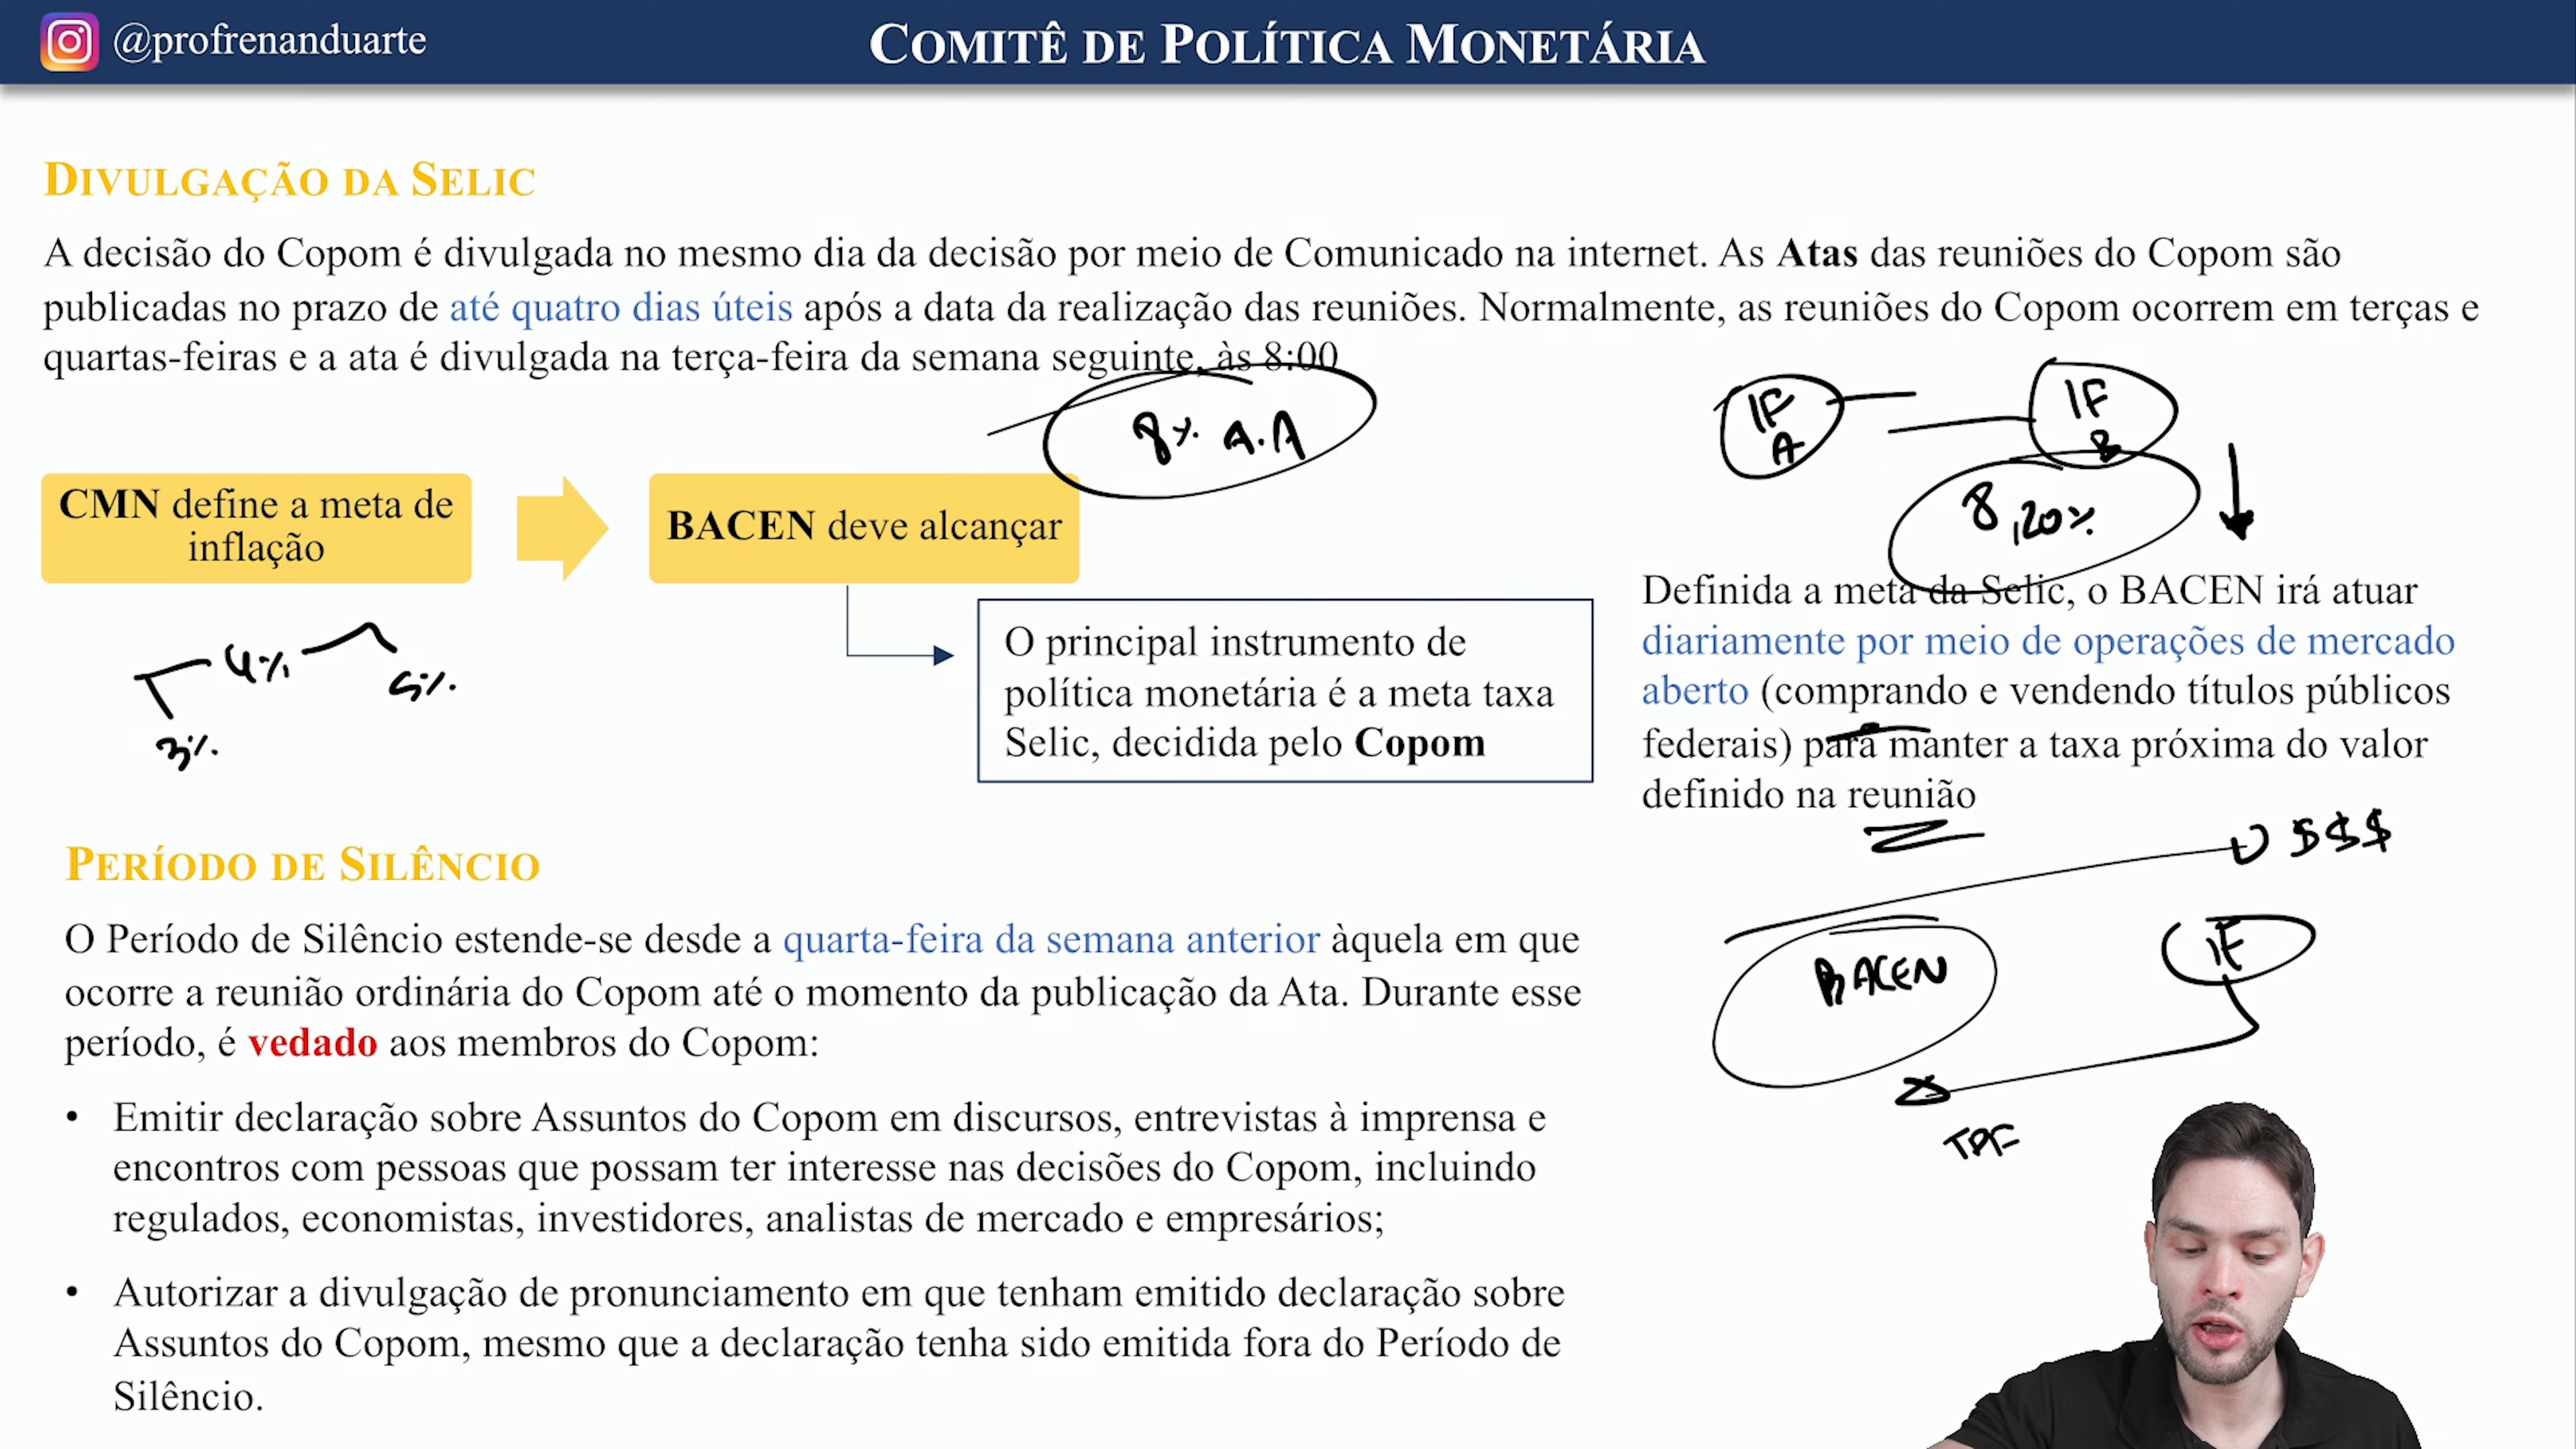 @profrenanduarte
COMITÊ DE POLÍTICA MONETÁRIA
DIVULGAÇÃO DA SELIC
A decisão do Copom é divulgada no mesmo dia da decisão por meio de Comunicado na internet. As Atas das reuniões do Copom são
publicadas no prazo de até quatro dias úteis após a data da realização das reuniões. Normalmente, as reuniões do Copom ocorrem em terças e
quartas-feiras e a ata é divulgada na terça-feira da semana seguinte, às 8:00
8% A.A
IF
A
IF
B
8,20%
CMN define a meta de
inflação
BACEN deve alcançar
4%
5%
3%
O principal instrumento de
política monetária é a meta taxa
Selic, decidida pelo Copom
Definida a meta da Selic, o BACEN irá atuar
diariamente por meio de operações de mercado
aberto (comprando e vendendo títulos públicos
federais) para manter a taxa próxima do valor
definido na reunião
$$$
BACEN
IF
TPF
PERÍODO DE SILÊNCIO
O Período de Silêncio estende-se desde a quarta-feira da semana anterior àquela em que
ocorre a reunião ordinária do Copom até o momento da publicação da Ata. Durante esse
período, é vedado aos membros do Copom:
• Emitir declaração sobre Assuntos do Copom em discursos, entrevistas à imprensa e
encontros com pessoas que possam ter interesse nas decisões do Copom, incluindo
regulados, economistas, investidores, analistas de mercado e empresários;
• Autorizar a divulgação de pronunciamento em que tenham emitido declaração sobre
Assuntos do Copom, mesmo que a declaração tenha sido emitida fora do Período de
Silêncio.